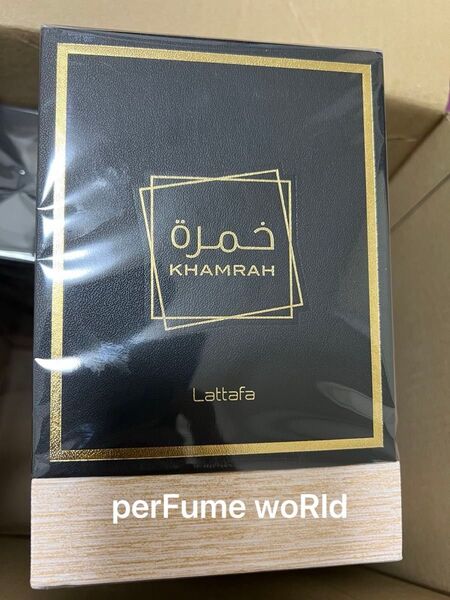 خمرة
KHAMRAH
Lattafa
perFume woRld